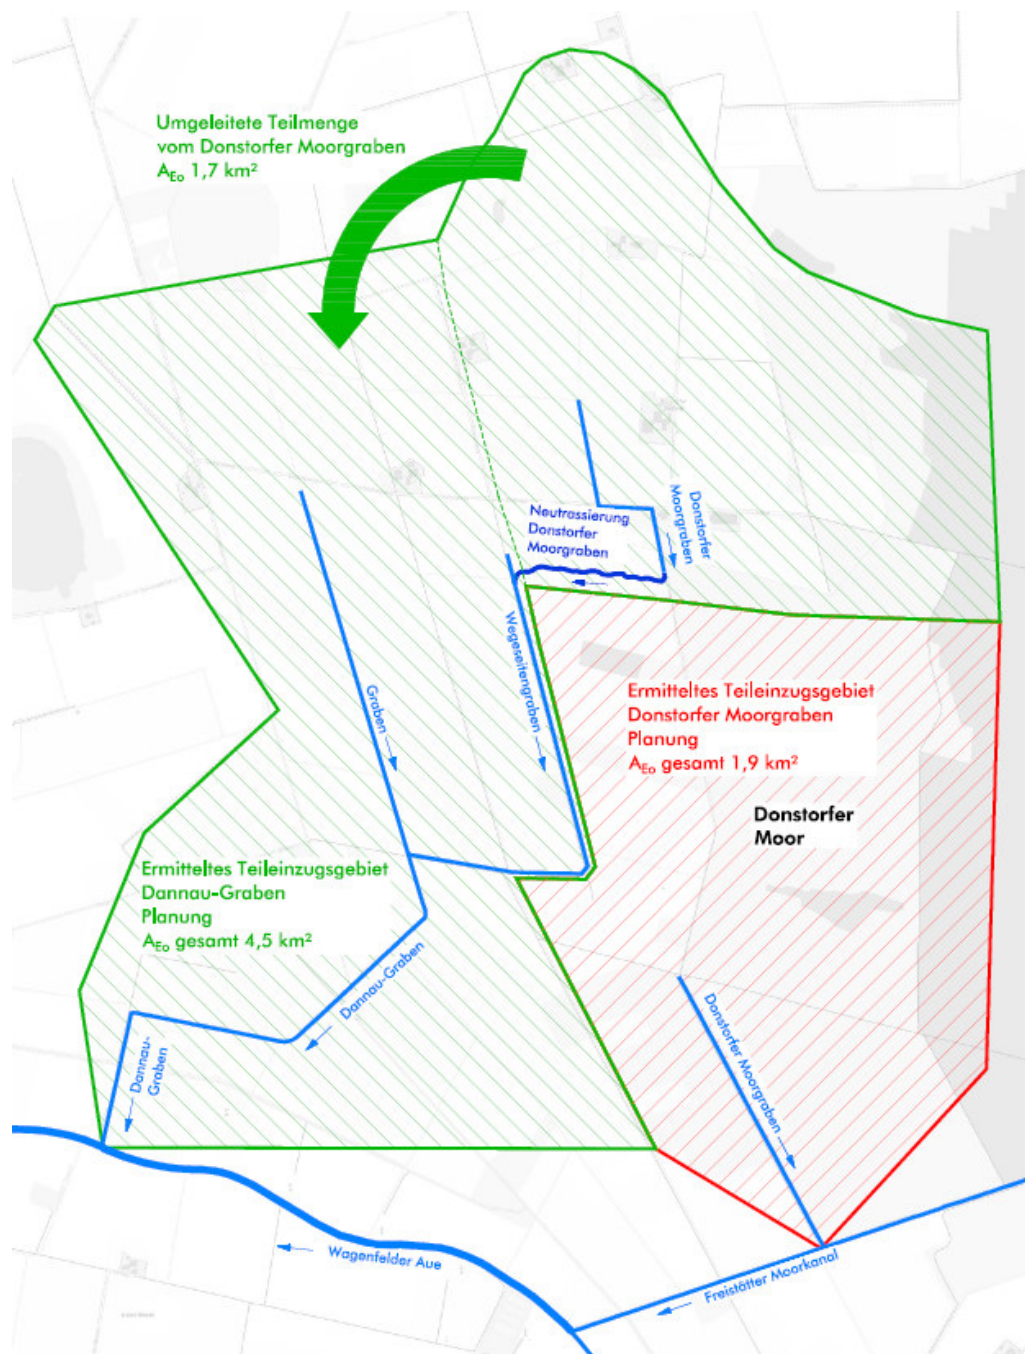 Umgeleitete Teilmenge
vom Donstorfer Moorgraben
AEo 1,7 km²
Neutrassierung
Donstorfer
Moorgraben
Donstorfer
Moorgraben
Wegeseitengraben
Graben
Ermitteltes Teileinzugsgebiet
Donstorfer Moorgraben
Planung
AEo gesamt 1,9 km²
Donstorfer
Moor
Ermitteltes Teileinzugsgebiet
Dannau-Graben
Planung
AEo gesamt 4,5 km²
Dannau-Graben
Dannau-
Graben
Donstorfer Moorgraben
Wagenfelder Aue
Freistätter Moorkanal